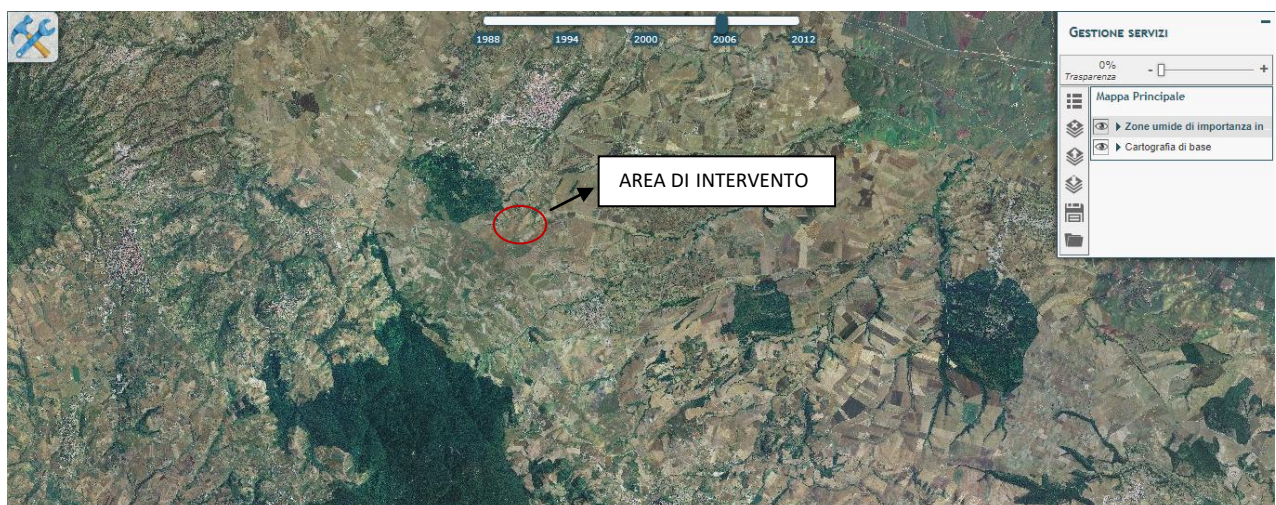 1988 1994 2000 2006 2012
GESTIONE SERVIZI
0%
Trasparenza
- +
Mappa Principale
Zone umide di importanza in
Cartografia di base
AREA DI INTERVENTO